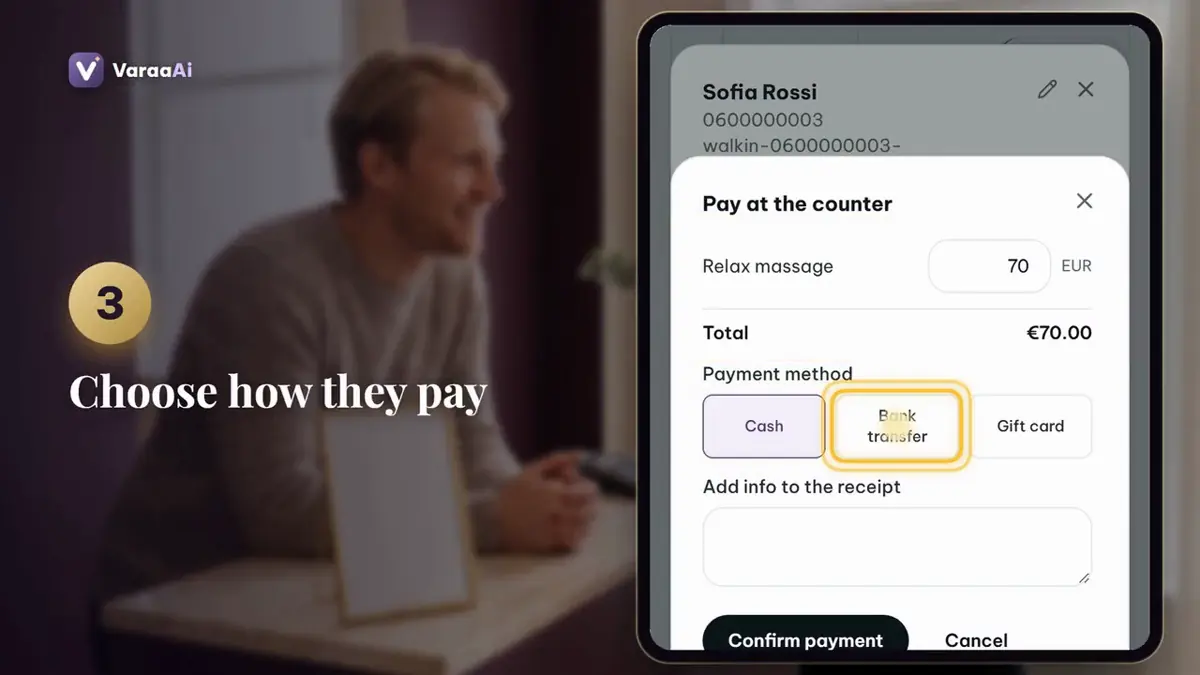 VaraaAi
3
Choose how they pay
Sofia Rossi
0600000003
walkin-0600000003-
Pay at the counter
Relax massage
70
EUR
Total
€70.00
Payment method
Cash
Bank
transfer
Gift card
Add info to the receipt
Confirm payment
Cancel